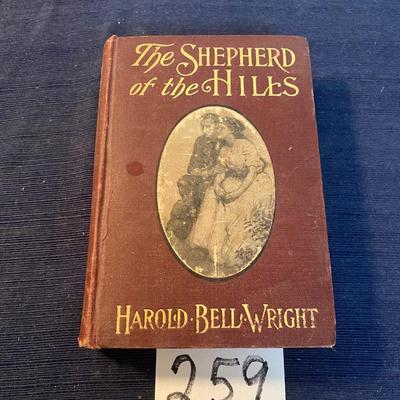 The SHEPHERD
of the HILLS
HAROLD · BELL · WRIGHT
259